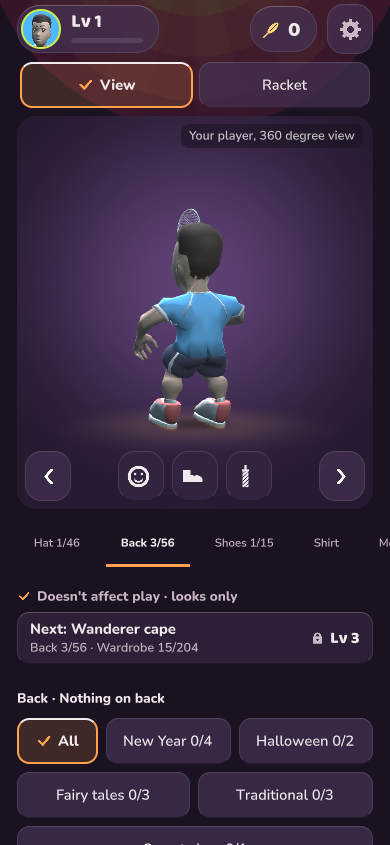 Lv 1
0
View
Racket
Your player, 360 degree view
Hat 1/46
Back 3/56
Shoes 1/15
Shirt
Doesn't affect play · looks only
Next: Wanderer cape
Back 3/56 · Wardrobe 15/204
Lv 3
Back · Nothing on back
All
New Year 0/4
Halloween 0/2
Fairy tales 0/3
Traditional 0/3